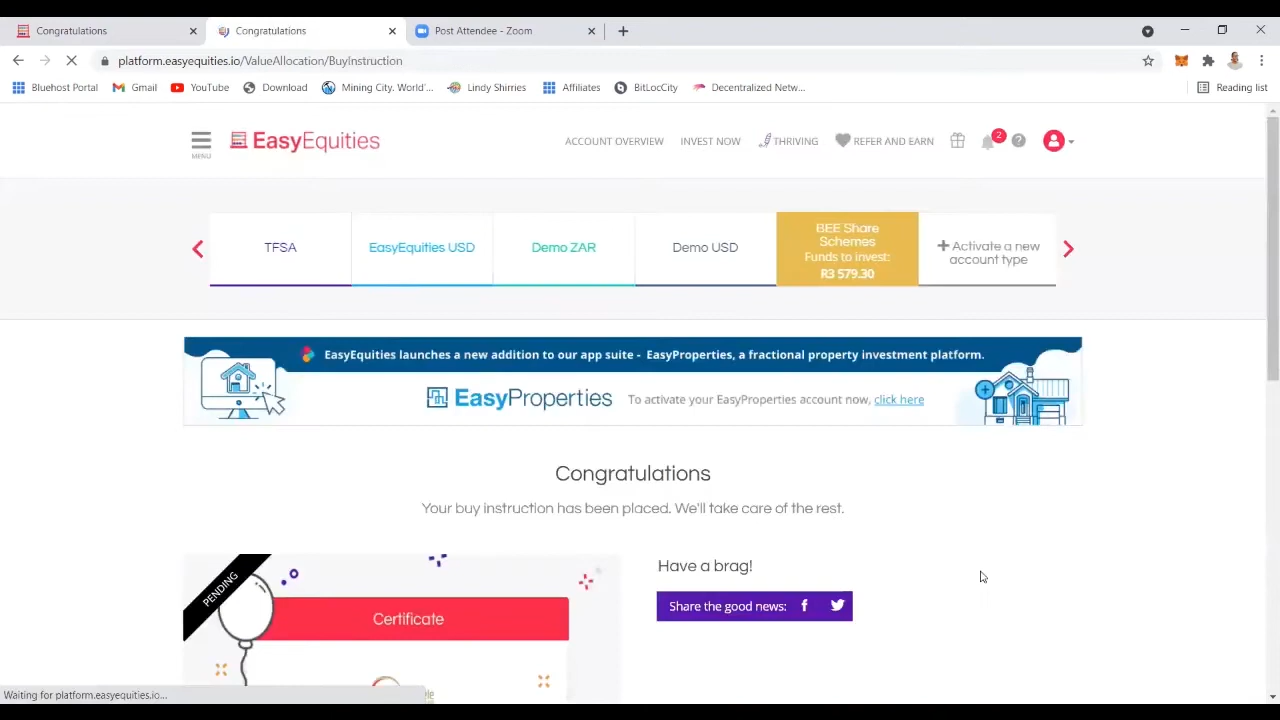 Congratulations
Congratulations
Post Attendee - Zoom
platform.easyequities.io/ValueAllocation/BuyInstruction
Bluehost Portal
Gmail
YouTube
Download
Mining City. World'...
Lindy Shirries
Affiliates
BitLocCity
Decentralized Netw...
Reading list
MENU
EasyEquities
ACCOUNT OVERVIEW
INVEST NOW
THRIVING
REFER AND EARN
2
TFSA
EasyEquities USD
Demo ZAR
Demo USD
BEE Share
Schemes
Funds to invest:
R3 579.30
Activate a new
account type
EasyEquities launches a new addition to our app suite - EasyProperties, a fractional property investment platform.
EasyProperties
To activate your EasyProperties account now, click here
Congratulations
Your buy instruction has been placed. We'll take care of the rest.
PENDING
Certificate
Have a brag!
Share the good news:
Waiting for platform.easyequities.io...